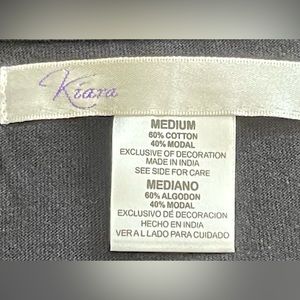 Kiara
MEDIUM
60% COTTON
40% MODAL
EXCLUSIVE OF DECORATION
MADE IN INDIA
SEE SIDE FOR CARE
MEDIANO
60% ALGODON
40% MODAL
EXCLUSIVO DE DECORACION
HECHO EN INDIA
VER AL LADO PARA CUIDADO